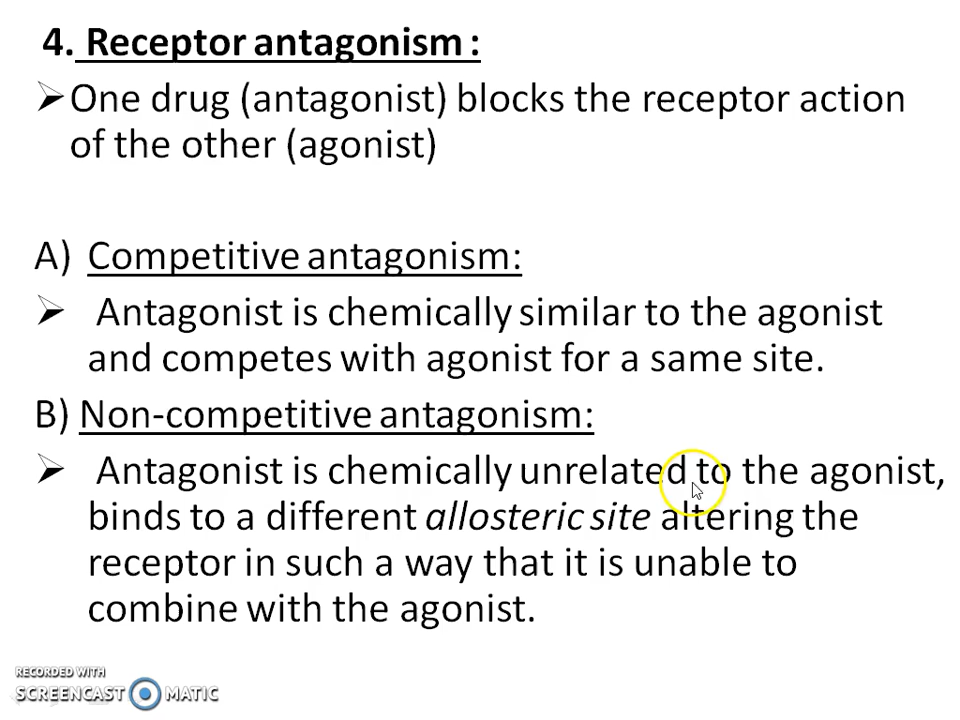 4. Receptor antagonism :
➢One drug (antagonist) blocks the receptor action
of the other (agonist)
A) Competitive antagonism:
➢ Antagonist is chemically similar to the agonist
and competes with agonist for a same site.
B) Non-competitive antagonism:
➢ Antagonist is chemically unrelated to the agonist,
binds to a different allosteric site altering the
receptor in such a way that it is unable to
combine with the agonist.
RECORDED WITH
SCREENCAST MATIC